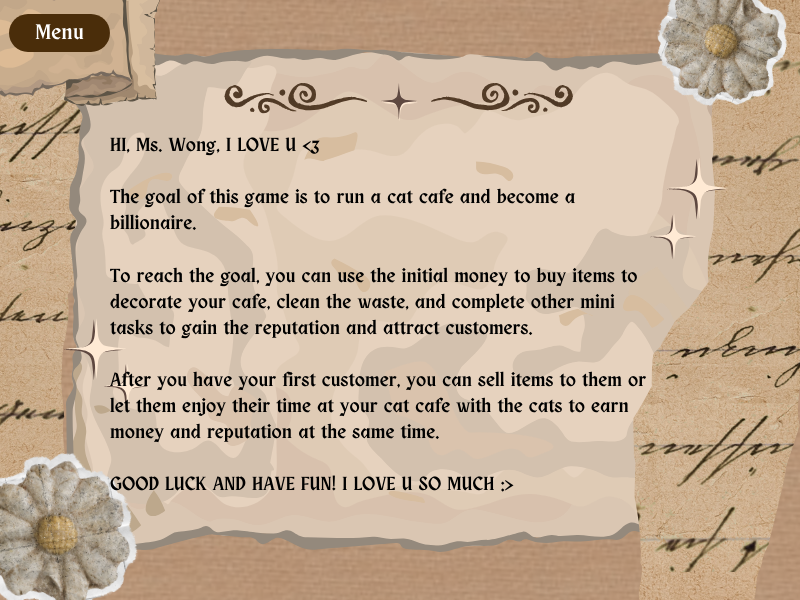 Menu
HI, Ms. Wong, I LOVE U <3
The goal of this game is to run a cat cafe and become a
billionaire.
To reach the goal, you can use the initial money to buy items to
decorate your cafe, clean the waste, and complete other mini
tasks to gain the reputation and attract customers.
After you have your first customer, you can sell items to them or
let them enjoy their time at your cat cafe with the cats to earn
money and reputation at the same time.
GOOD LUCK AND HAVE FUN! I LOVE U SO MUCH :>